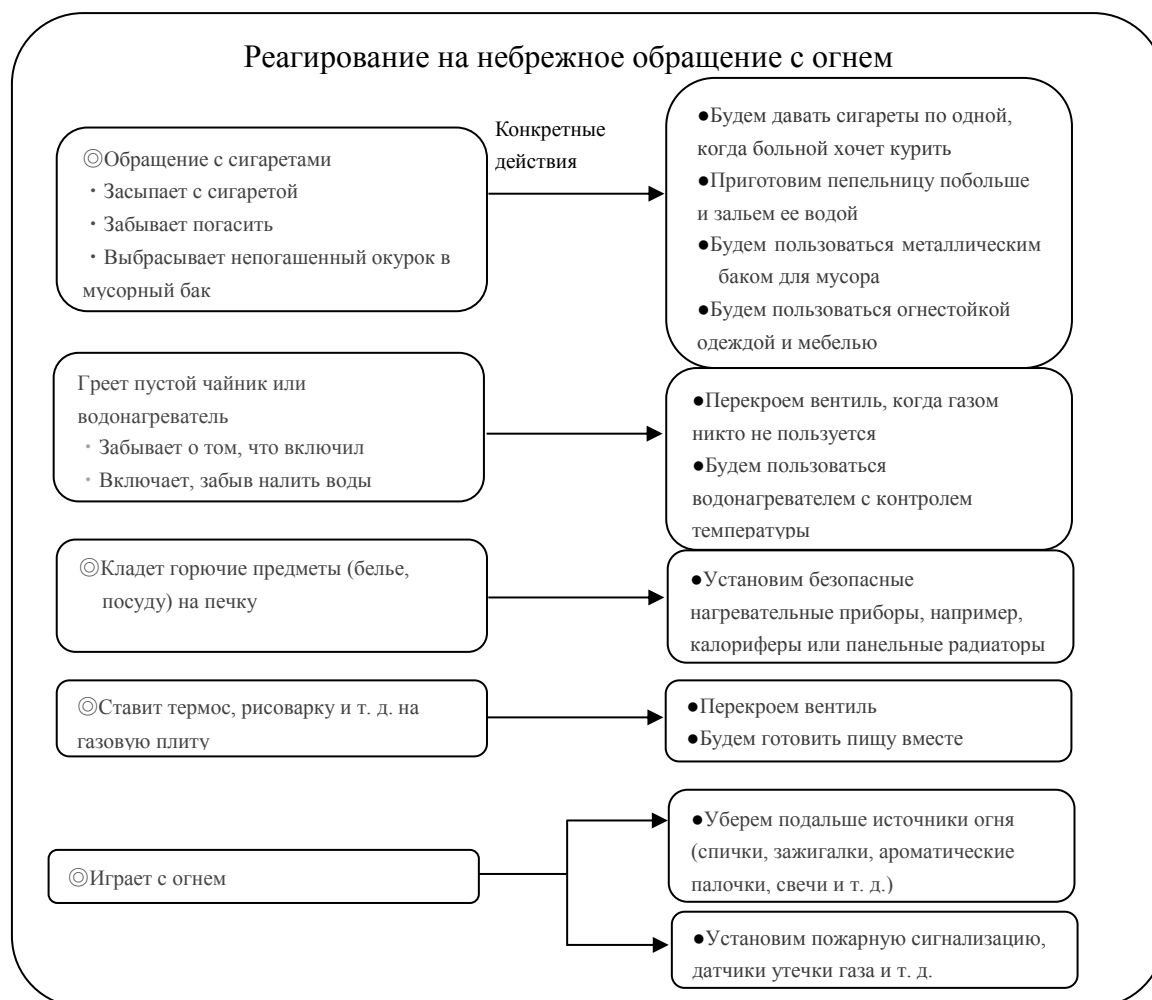 Реагирование на небрежное обращение с огнем
◎Обращение с сигаретами
・Засыпает с сигаретой
・Забывает погасить
・Выбрасывает непогашенный окурок в
мусорный бак
Конкретные
действия
●Будем давать сигареты по одной,
когда больной хочет курить
●Приготовим пепельницу побольше
и зальем ее водой
●Будем пользоваться металлическим
баком для мусора
●Будем пользоваться огнестойкой
одеждой и мебелью
Греет пустой чайник или
водонагреватель
・Забывает о том, что включил
・Включает, забыв налить воды
●Перекроем вентиль, когда газом
никто не пользуется
●Будем пользоваться
водонагревателем с контролем
температуры
◎Кладет горючие предметы (белье,
посуду) на печку
●Установим безопасные
нагревательные приборы, например,
калориферы или панельные радиаторы
◎Ставит термос, рисоварку и т. д. на
газовую плиту
●Перекроем вентиль
●Будем готовить пищу вместе
◎Играет с огнем
●Уберем подальше источники огня
(спички, зажигалки, ароматические
палочки, свечи и т. д.)
●Установим пожарную сигнализацию,
датчики утечки газа и т. д.